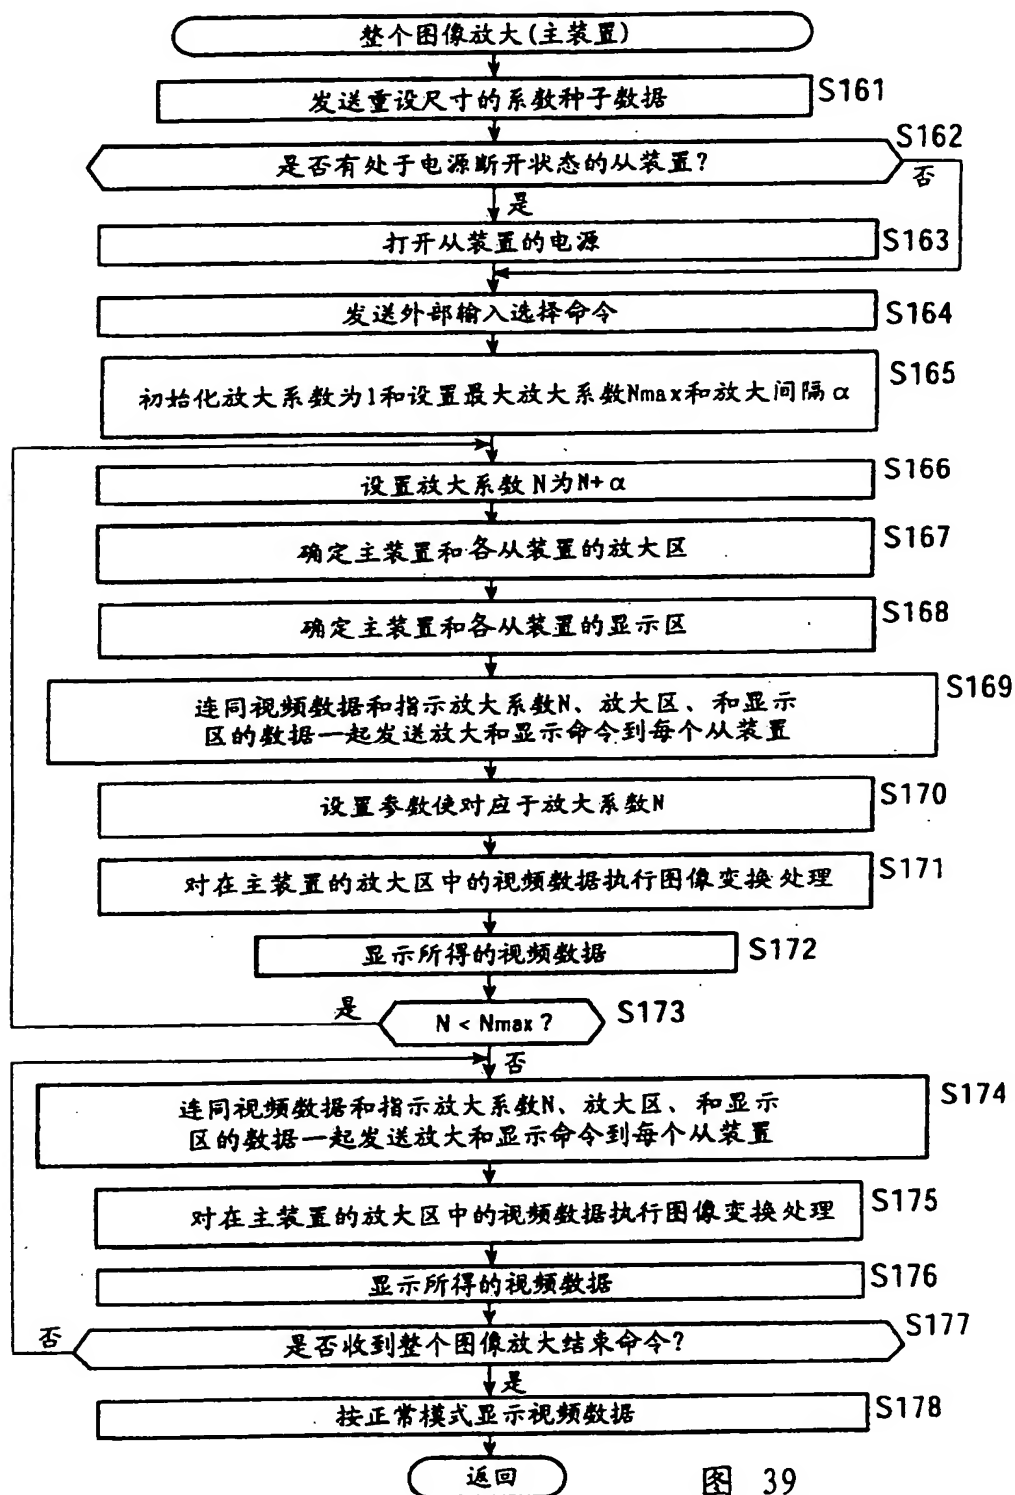 整个图像放大(主装置)
发送重设尺寸的系数种子数据
S161
S162
是否有处于电源断开状态的从装置?
否
是
打开从装置的电源
S163
发送外部输入选择命令
S164
初始化放大系数为1和设置最大放大系数Nmax和放大间隔α
S165
设置放大系数N为N+α
S166
确定主装置和各从装置的放大区
S167
确定主装置和各从装置的显示区
S168
连同视频数据和指示放大系数N、放大区、和显示
区的数据一起发送放大和显示命令到每个从装置
S169
设置参数使对应于放大系数N
S170
对在主装置的放大区中的视频数据执行图像变换处理
S171
显示所得的视频数据
S172
是
N < Nmax?
S173
否
连同视频数据和指示放大系数N、放大区、和显示
区的数据一起发送放大和显示命令到每个从装置
S174
对在主装置的放大区中的视频数据执行图像变换处理
S175
显示所得的视频数据
S176
否
是否收到整个图像放大结束命令?
S177
是
按正常模式显示视频数据
S178
返回
图 39